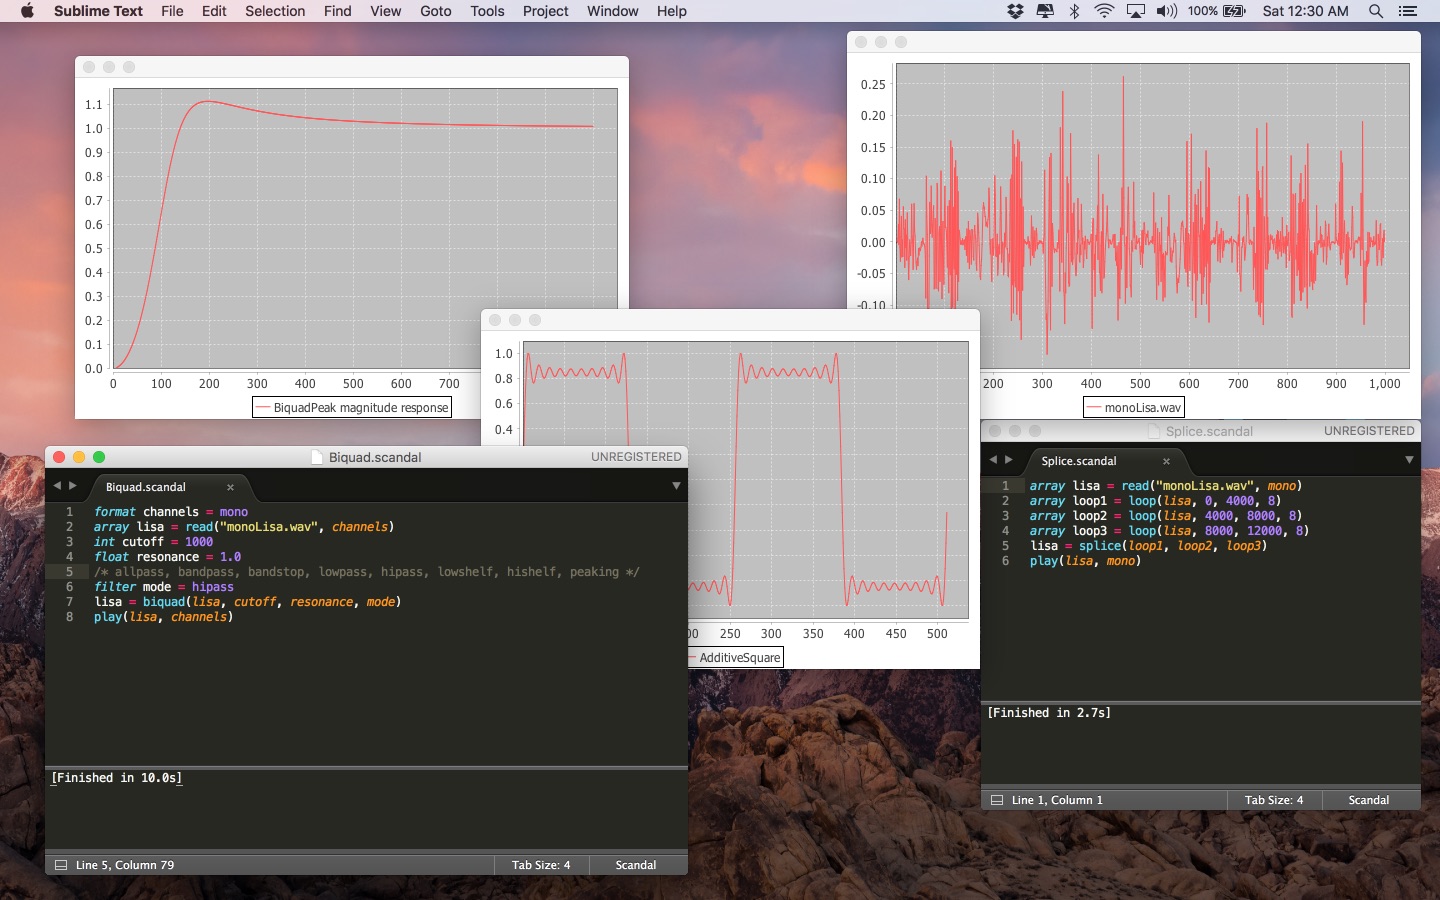 Sublime Text File Edit Selection Find View Goto Tools Project Window Help 100% Sat 12:30 AM
1.1
1.0
0.9
0.8
0.7
0.6
0.5
0.4
0.3
0.2
0.1
0.0
0 100 200 300 400 500 600 700
BiquadPeak magnitude response
0.25
0.20
0.15
0.10
0.05
0.00
-0.05
-0.10
200 300 400 500 600 700 800 900 1,000
monoLisa.wav
1.0
0.8
0.6
0.4
250 300 350 400 450 500
AdditiveSquare
Biquad.scandal UNREGISTERED
Biquad.scandal ×
1 format channels = mono
2 array lisa = read("monoLisa.wav", channels)
3 int cutoff = 1000
4 float resonance = 1.0
5 /* allpass, bandpass, bandstop, lowpass, hipass, lowshelf, hishelf, peaking */
6 filter mode = hipass
7 lisa = biquad(lisa, cutoff, resonance, mode)
8 play(lisa, channels)
[Finished in 10.0s]
Line 5, Column 79 Tab Size: 4 Scandal
Splice.scandal UNREGISTERED
Splice.scandal ×
1 array lisa = read("monoLisa.wav", mono)
2 array loop1 = loop(lisa, 0, 4000, 8)
3 array loop2 = loop(lisa, 4000, 8000, 8)
4 array loop3 = loop(lisa, 8000, 12000, 8)
5 lisa = splice(loop1, loop2, loop3)
6 play(lisa, mono)
[Finished in 2.7s]
Line 1, Column 1 Tab Size: 4 Scandal